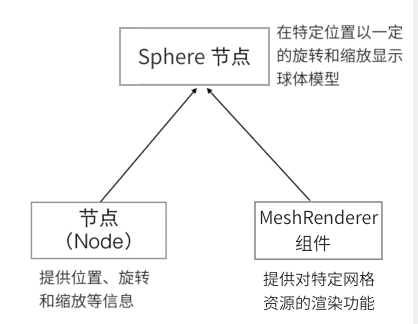 Sphere 节点
在特定位置以一定
的旋转和缩放显示
球体模型
节点
（Node）
提供位置、旋转
和缩放等信息
MeshRenderer
组件
提供对特定网格
资源的渲染功能